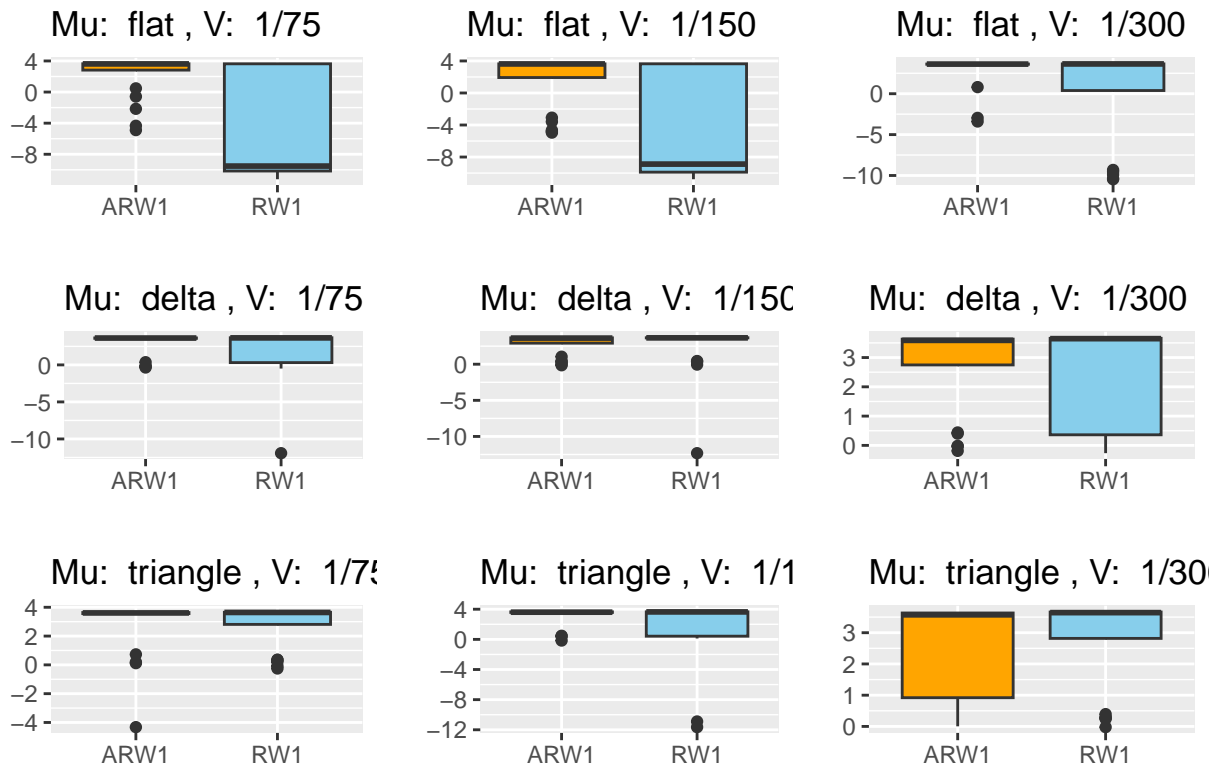 Mu: flat , V: 1/75
4
0
−4
−8
ARW1 RW1
Mu: flat , V: 1/150
4
0
−4
−8
ARW1 RW1
Mu: flat , V: 1/300
0
−5
−10
ARW1 RW1
Mu: delta , V: 1/75
0
−5
−10
ARW1 RW1
Mu: delta , V: 1/150
0
−5
−10
ARW1 RW1
Mu: delta , V: 1/300
3
2
1
0
ARW1 RW1
Mu: triangle , V: 1/75
4
2
0
−2
−4
ARW1 RW1
Mu: triangle , V: 1/1
4
0
−4
−8
−12
ARW1 RW1
Mu: triangle , V: 1/300
3
2
1
0
ARW1 RW1